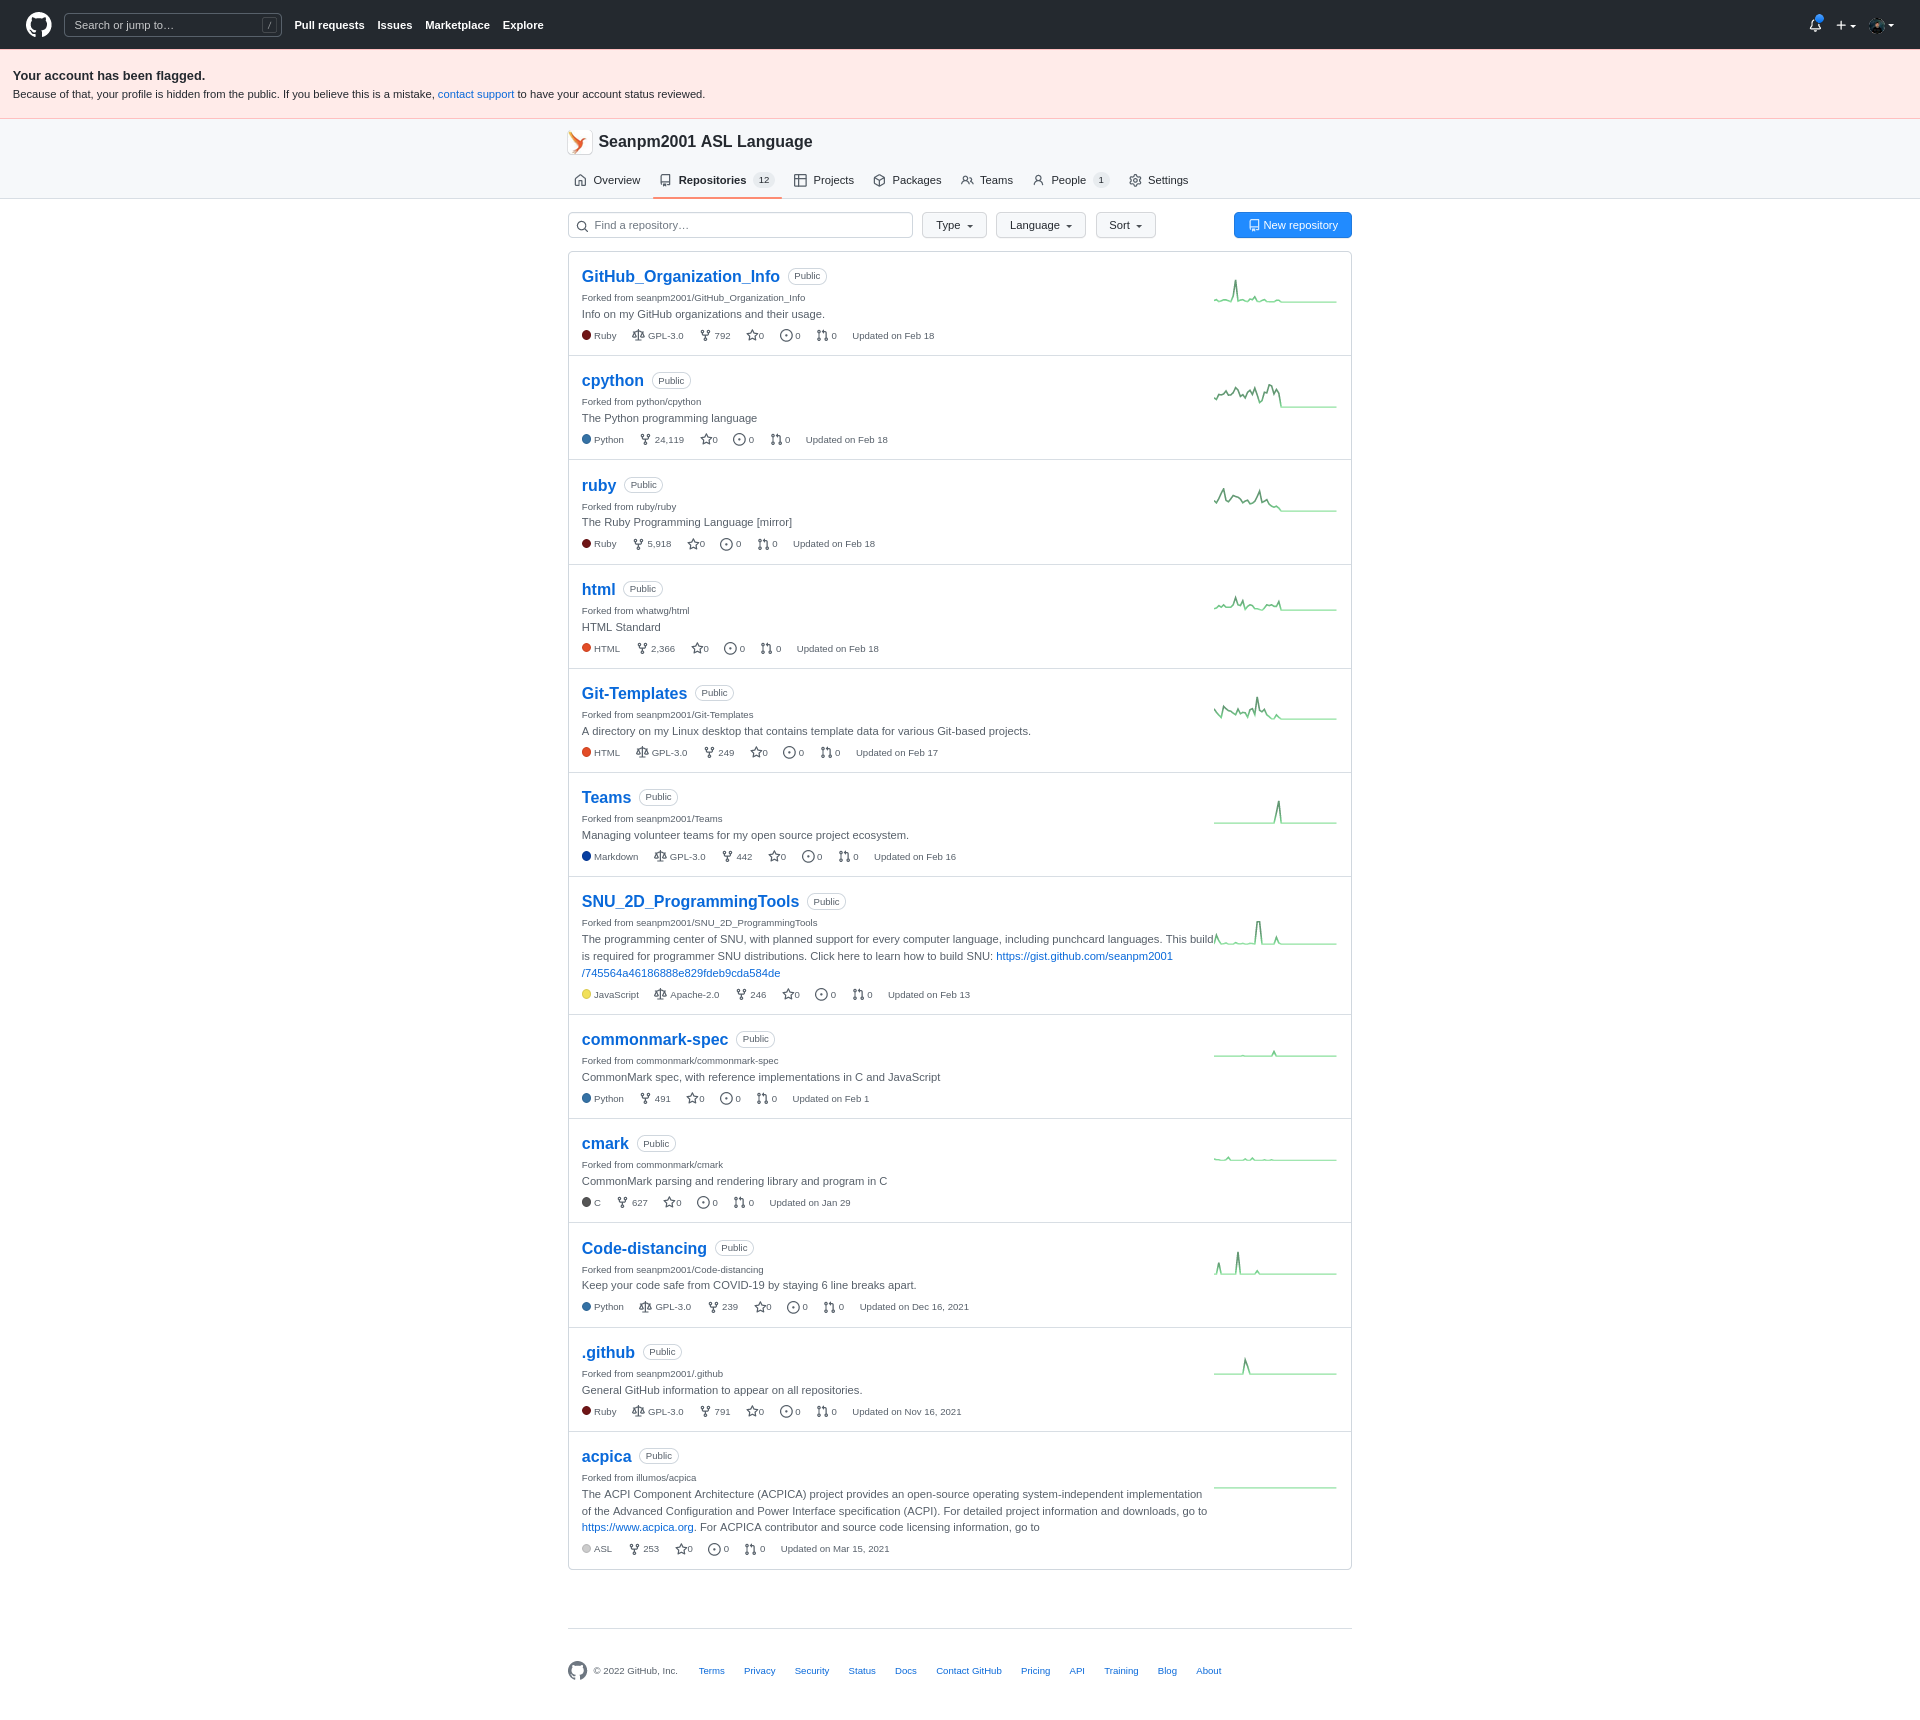 Search or jump to… /
Pull requests Issues Marketplace Explore
Your account has been flagged.
Because of that, your profile is hidden from the public. If you believe this is a mistake, contact support to have your account status reviewed.
Seanpm2001 ASL Language
Overview Repositories 12 Projects Packages Teams People 1 Settings
Find a repository… Type Language Sort New repository
GitHub_Organization_Info Public
Forked from seanpm2001/GitHub_Organization_Info
Info on my GitHub organizations and their usage.
Ruby GPL-3.0 792 0 0 0 Updated on Feb 18
cpython Public
Forked from python/cpython
The Python programming language
Python 24,119 0 0 0 Updated on Feb 18
ruby Public
Forked from ruby/ruby
The Ruby Programming Language [mirror]
Ruby 5,918 0 0 0 Updated on Feb 18
html Public
Forked from whatwg/html
HTML Standard
HTML 2,366 0 0 0 Updated on Feb 18
Git-Templates Public
Forked from seanpm2001/Git-Templates
A directory on my Linux desktop that contains template data for various Git-based projects.
HTML GPL-3.0 249 0 0 0 Updated on Feb 17
Teams Public
Forked from seanpm2001/Teams
Managing volunteer teams for my open source project ecosystem.
Markdown GPL-3.0 442 0 0 0 Updated on Feb 16
SNU_2D_ProgrammingTools Public
Forked from seanpm2001/SNU_2D_ProgrammingTools
The programming center of SNU, with planned support for every computer language, including punchcard languages. This build
is required for programmer SNU distributions. Click here to learn how to build SNU: https://gist.github.com/seanpm2001
/745564a46186888e829fdeb9cda584de
JavaScript Apache-2.0 246 0 0 0 Updated on Feb 13
commonmark-spec Public
Forked from commonmark/commonmark-spec
CommonMark spec, with reference implementations in C and JavaScript
Python 491 0 0 0 Updated on Feb 1
cmark Public
Forked from commonmark/cmark
CommonMark parsing and rendering library and program in C
C 627 0 0 0 Updated on Jan 29
Code-distancing Public
Forked from seanpm2001/Code-distancing
Keep your code safe from COVID-19 by staying 6 line breaks apart.
Python GPL-3.0 239 0 0 0 Updated on Dec 16, 2021
.github Public
Forked from seanpm2001/.github
General GitHub information to appear on all repositories.
Ruby GPL-3.0 791 0 0 0 Updated on Nov 16, 2021
acpica Public
Forked from illumos/acpica
The ACPI Component Architecture (ACPICA) project provides an open-source operating system-independent implementation
of the Advanced Configuration and Power Interface specification (ACPI). For detailed project information and downloads, go to
https://www.acpica.org. For ACPICA contributor and source code licensing information, go to
ASL 253 0 0 0 Updated on Mar 15, 2021
© 2022 GitHub, Inc. Terms Privacy Security Status Docs Contact GitHub Pricing API Training Blog About